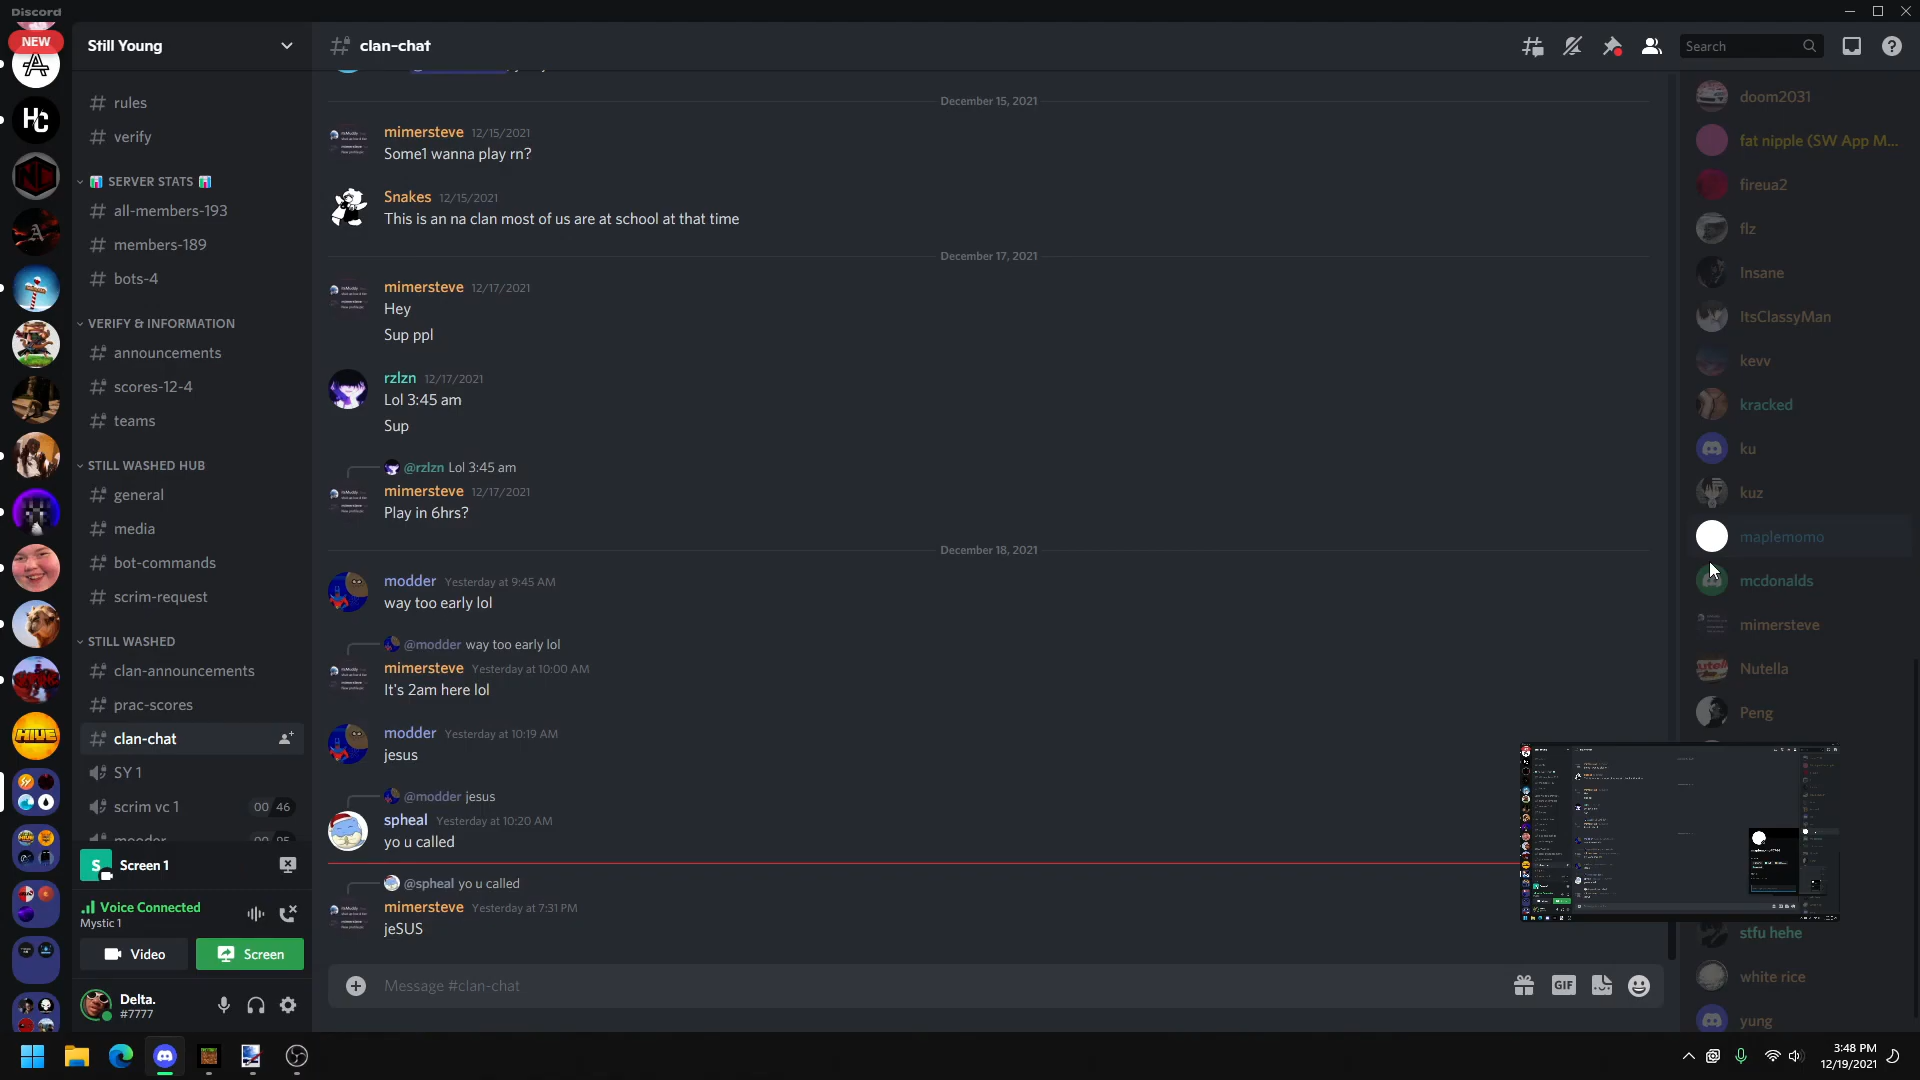 Discord
NEW
Still Young
rules
verify
SERVER STATS
all-members-193
members-189
bots-4
VERIFY & INFORMATION
announcements
scores-12-4
teams
STILL WASHED HUB
general
media
bot-commands
scrim-request
STILL WASHED
clan-announcements
prac-scores
clan-chat
SY 1
scrim vc 1
00 46
S
Screen 1
Voice Connected
Mystic 1
Video
Screen
Delta.
#7777
clan-chat
Search
December 15, 2021
mimersteve 12/15/2021
Some1 wanna play rn?
Snakes 12/15/2021
This is an na clan most of us are at school at that time
December 17, 2021
mimersteve 12/17/2021
Hey
Sup ppl
rzlzn 12/17/2021
Lol 3:45 am
Sup
@rzlzn Lol 3:45 am
mimersteve 12/17/2021
Play in 6hrs?
December 18, 2021
modder Yesterday at 9:45 AM
way too early lol
@modder way too early lol
mimersteve Yesterday at 10:00 AM
It's 2am here lol
modder Yesterday at 10:19 AM
jesus
@modder jesus
spheal Yesterday at 10:20 AM
yo u called
@spheal yo u called
mimersteve Yesterday at 7:31 PM
jeSUS
Message #clan-chat
GIF
doom2031
fat nipple (SW App M...
fireua2
flz
Insane
ItsClassyMan
kevv
kracked
ku
kuz
maplemomo
mcdonalds
mimersteve
Nutella
Peng
stfu hehe
white rice
yung
HIVE
3:48 PM
12/19/2021